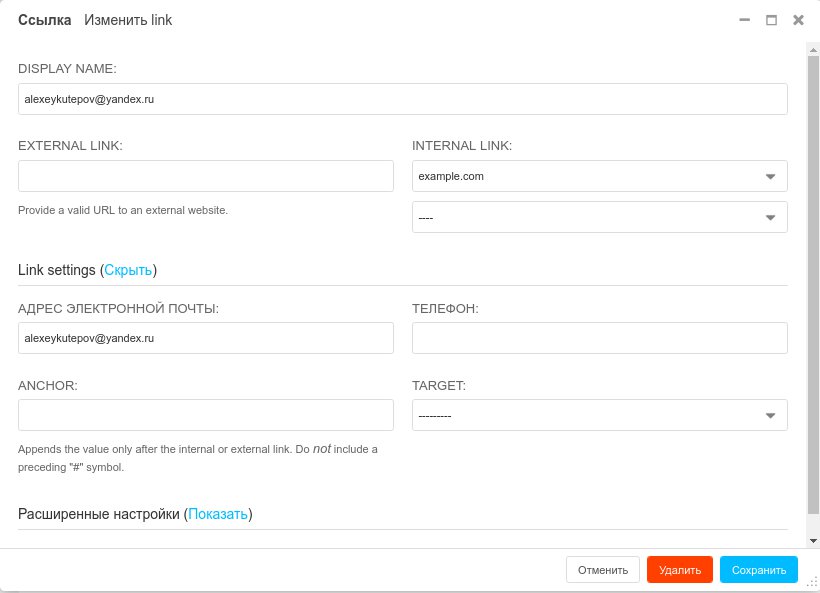 Ссылка Изменить link
DISPLAY NAME:
alexeykutepov@yandex.ru
EXTERNAL LINK:
INTERNAL LINK:
example.com
Provide a valid URL to an external website.
----
Link settings (Скрыть)
АДРЕС ЭЛЕКТРОННОЙ ПОЧТЫ:
ТЕЛЕФОН:
alexeykutepov@yandex.ru
ANCHOR:
TARGET:
---------
Appends the value only after the internal or external link. Do not include a
preceding "#" symbol.
Расширенные настройки (Показать)
Отменить
Удалить
Сохранить